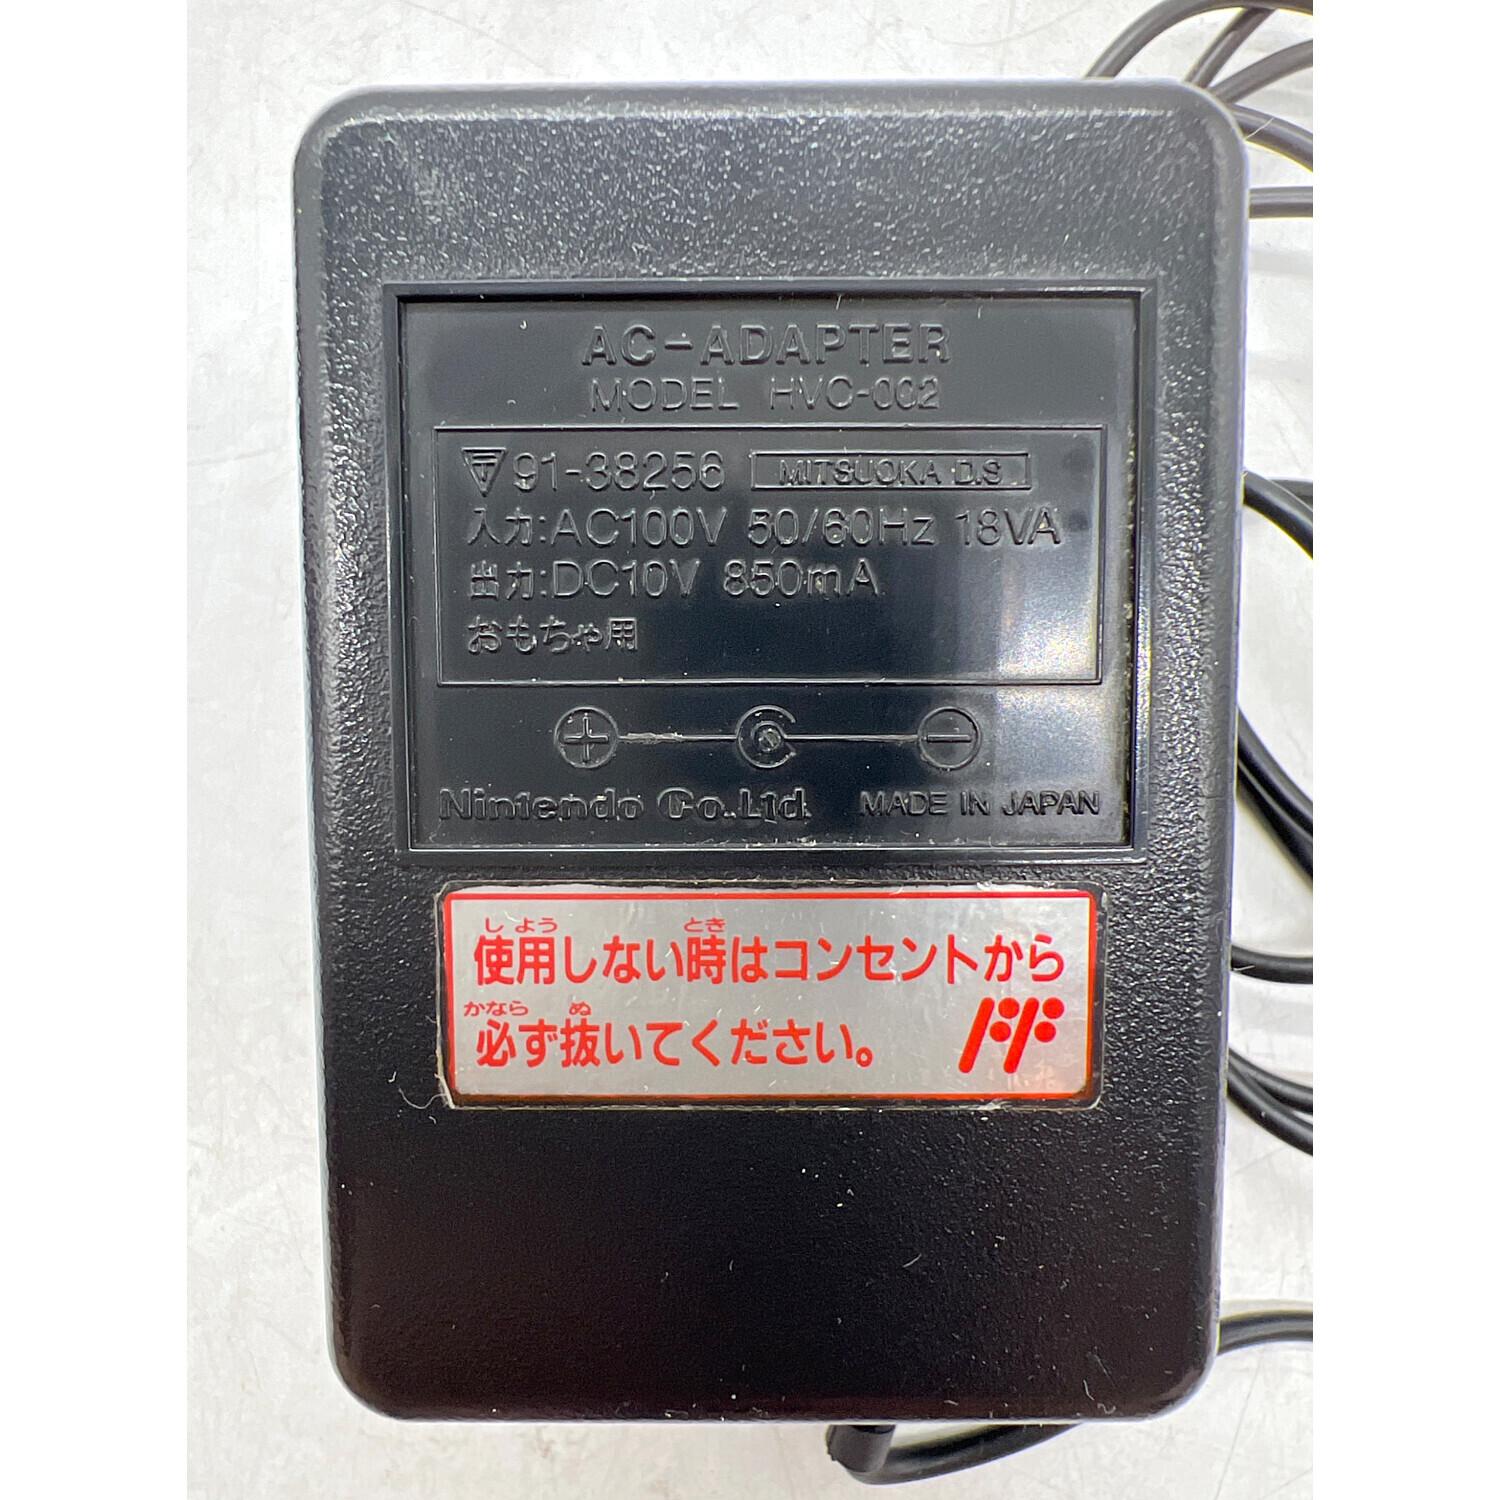 AC-ADAPTER
MODEL HVC-002
91-38256 MITSUOKA D.S
入力:AC100V 50/60Hz 18VA
出力:DC10V 850mA
おもちゃ用
Nintendo Co.Ltd. MADE IN JAPAN
しよう とき
使用しない時はコンセントから
かなら ぬ
必ず抜いてください。